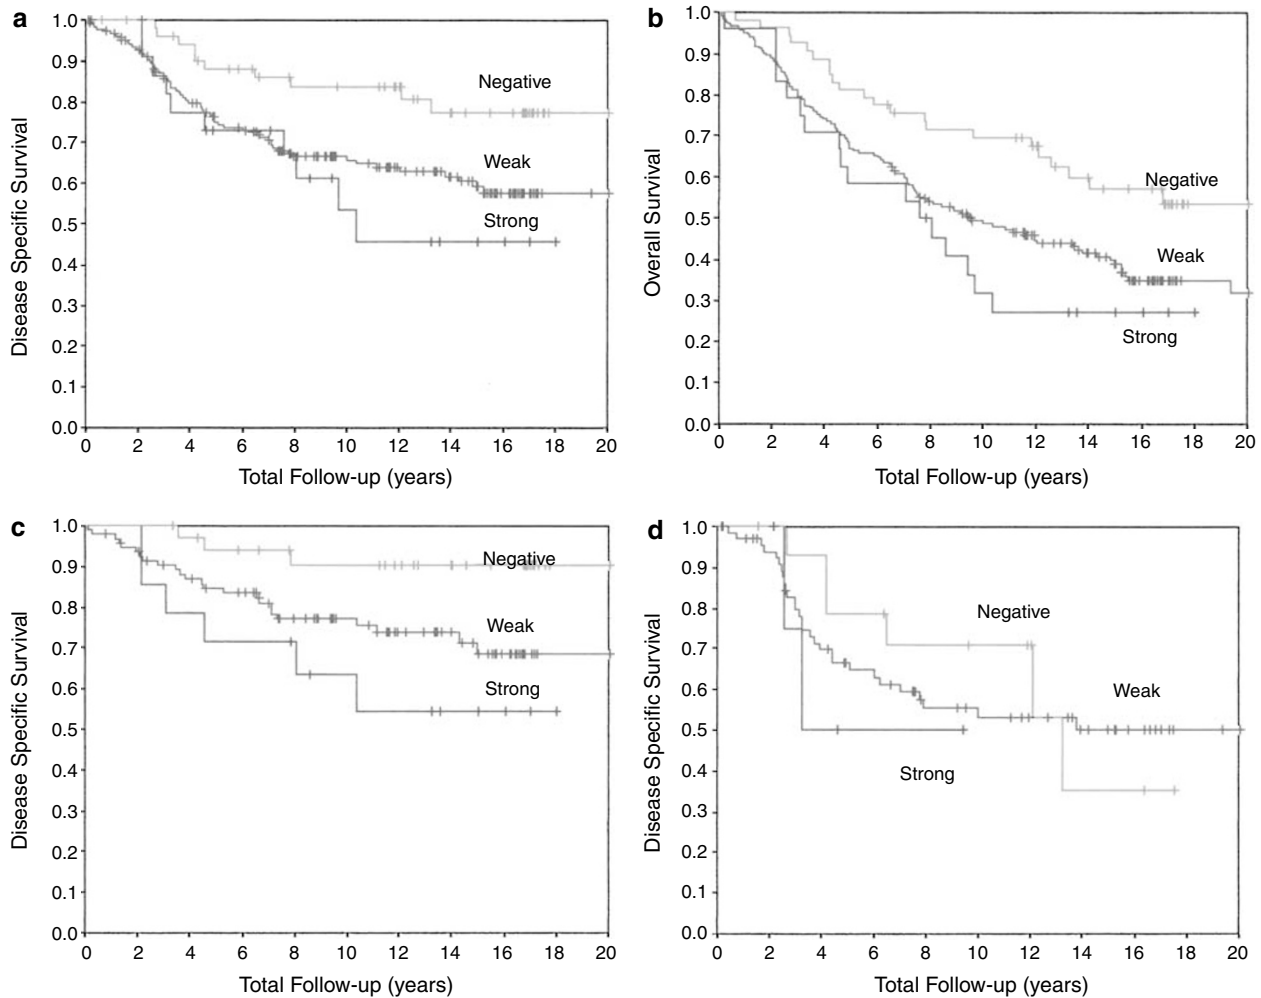 a
Disease Specific Survival
1.0
0.9
0.8
0.7
0.6
0.5
0.4
0.3
0.2
0.1
0.0
Negative
Weak
Strong
0 2 4 6 8 10 12 14 16 18 20
Total Follow-up (years)
b
Overall Survival
1.0
0.9
0.8
0.7
0.6
0.5
0.4
0.3
0.2
0.1
0.0
Negative
Weak
Strong
0 2 4 6 8 10 12 14 16 18 20
Total Follow-up (years)
c
Disease Specific Survival
1.0
0.9
0.8
0.7
0.6
0.5
0.4
0.3
0.2
0.1
0.0
Negative
Weak
Strong
0 2 4 6 8 10 12 14 16 18 20
Total Follow-up (years)
d
Disease Specific Survival
1.0
0.9
0.8
0.7
0.6
0.5
0.4
0.3
0.2
0.1
0.0
Negative
Weak
Strong
0 2 4 6 8 10 12 14 16 18 20
Total Follow-up (years)